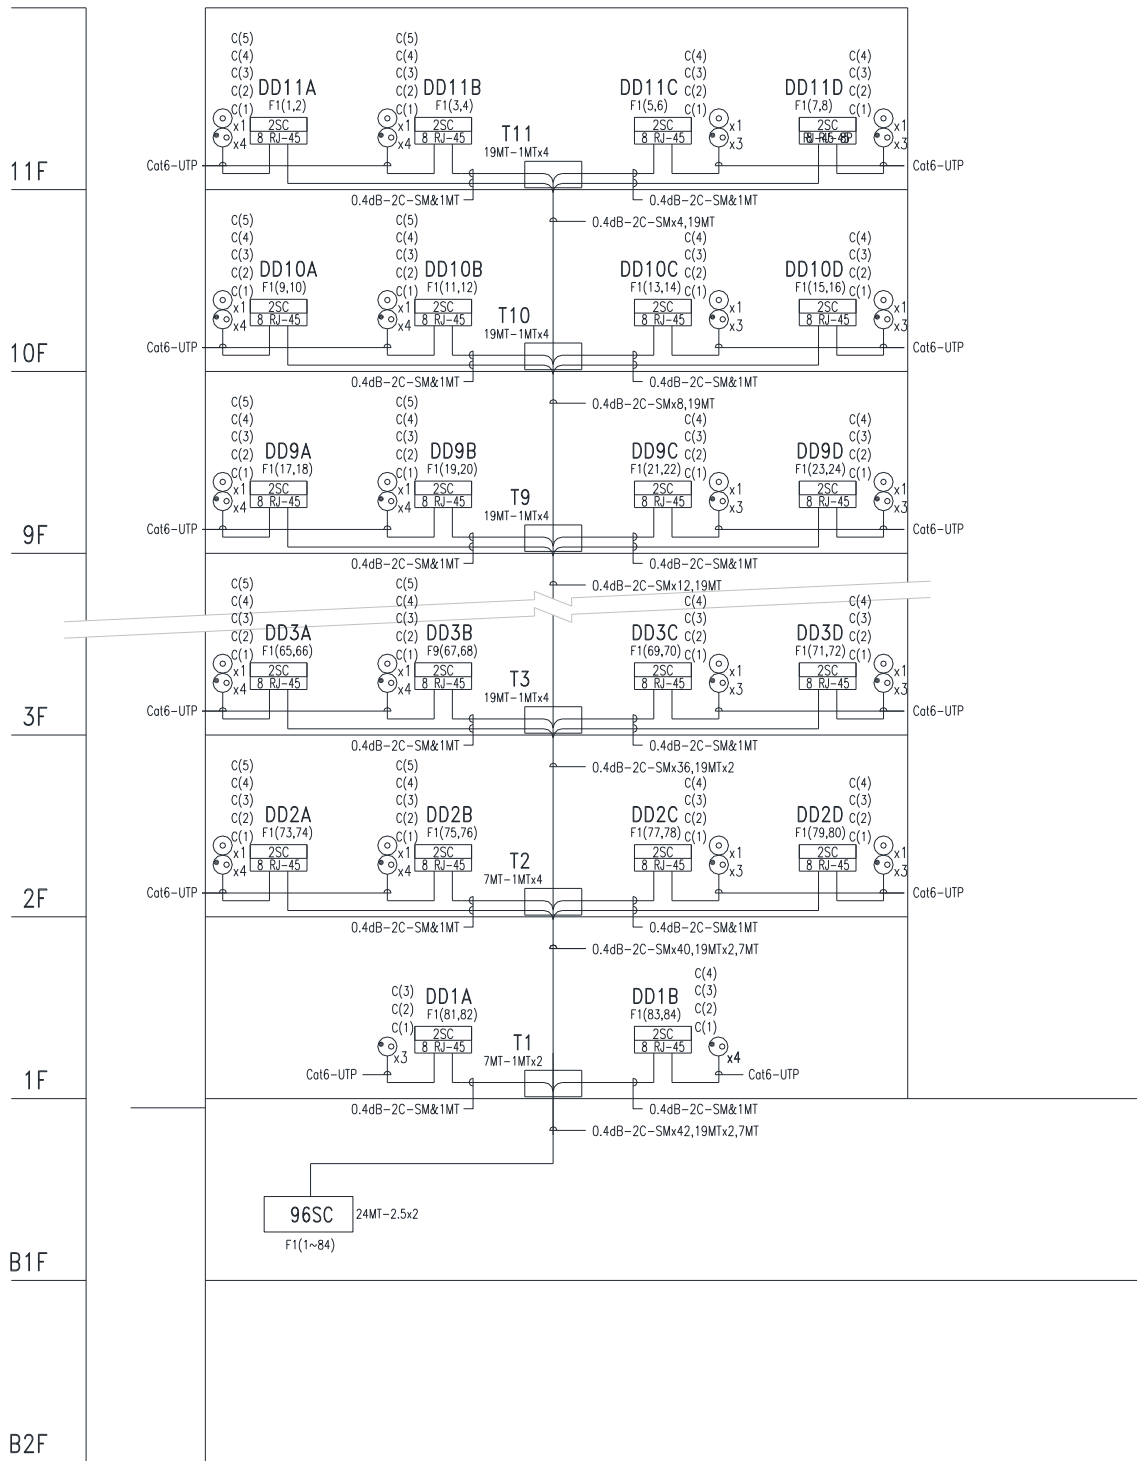 C(5)
C(5)
C(4)
C(4)
C(4)
C(4)
C(3)
C(3)
C(3)
C(3)
DD11A
DD11B
DD11C
DD11D
C(2)
C(2)
C(2)
C(2)
F1(1,2)
F1(3,4)
F1(5,6)
F1(7,8)
C(1)
C(1)
C(1)
C(1)
x1
2SC
x1
2SC
2SC
x1
2SC
x1
x4
8 RJ-45
x4
8 RJ-45
8 RJ-45
x3
x3
T11
19MT-1MTx4
11F
Cat6-UTP
Cat6-UTP
0.4dB-2C-SM&1MT
0.4dB-2C-SM&1MT
0.4dB-2C-SMx4,19MT
C(5)
C(5)
C(4)
C(4)
C(4)
C(4)
C(3)
C(3)
C(3)
C(3)
DD10A
DD10B
DD10C
DD10D
C(2)
C(2)
C(2)
C(2)
F1(9,10)
F1(11,12)
F1(13,14)
F1(15,16)
C(1)
C(1)
C(1)
C(1)
x1
2SC
x1
2SC
2SC
x1
2SC
x1
x4
8 RJ-45
x4
8 RJ-45
8 RJ-45
x3
8 RJ-45
x3
T10
19MT-1MTx4
10F
Cat6-UTP
Cat6-UTP
0.4dB-2C-SM&1MT
0.4dB-2C-SM&1MT
0.4dB-2C-SMx8,19MT
C(5)
C(5)
C(4)
C(4)
C(4)
C(4)
C(3)
C(3)
C(3)
C(3)
DD9A
DD9B
DD9C
DD9D
C(2)
C(2)
C(2)
C(2)
F1(17,18)
F1(19,20)
F1(21,22)
F1(23,24)
C(1)
C(1)
C(1)
C(1)
x1
2SC
x1
2SC
2SC
x1
2SC
x1
x4
8 RJ-45
x4
8 RJ-45
8 RJ-45
x3
8 RJ-45
x3
T9
19MT-1MTx4
9F
Cat6-UTP
Cat6-UTP
0.4dB-2C-SM&1MT
0.4dB-2C-SM&1MT
0.4dB-2C-SMx12,19MT
C(5)
C(5)
C(4)
C(4)
C(4)
C(4)
C(3)
C(3)
C(3)
C(3)
DD3A
DD3B
DD3C
DD3D
C(2)
C(2)
C(2)
C(2)
F1(65,66)
F9(67,68)
F1(69,70)
F1(71,72)
C(1)
C(1)
C(1)
C(1)
x1
2SC
x1
2SC
2SC
x1
2SC
x1
x4
8 RJ-45
x4
8 RJ-45
8 RJ-45
x3
8 RJ-45
x3
T3
19MT-1MTx4
3F
Cat6-UTP
Cat6-UTP
0.4dB-2C-SM&1MT
0.4dB-2C-SM&1MT
0.4dB-2C-SMx36,19MTx2
C(5)
C(5)
C(4)
C(4)
C(4)
C(4)
C(3)
C(3)
C(3)
C(3)
DD2A
DD2B
DD2C
DD2D
C(2)
C(2)
C(2)
C(2)
F1(73,74)
F1(75,76)
F1(77,78)
F1(79,80)
C(1)
C(1)
C(1)
C(1)
x1
2SC
x1
2SC
2SC
x1
2SC
x1
x4
8 RJ-45
x4
8 RJ-45
8 RJ-45
x3
8 RJ-45
x3
T2
7MT-1MTx4
2F
Cat6-UTP
Cat6-UTP
0.4dB-2C-SM&1MT
0.4dB-2C-SM&1MT
0.4dB-2C-SMx40,19MTx2,7MT
C(4)
C(3)
C(3)
DD1A
DD1B
C(2)
C(2)
F1(81,82)
F1(83,84)
C(1)
C(1)
2SC
2SC
x3
8 RJ-45
8 RJ-45
x4
T1
7MT-1MTx2
1F
Cat6-UTP
Cat6-UTP
0.4dB-2C-SM&1MT
0.4dB-2C-SM&1MT
0.4dB-2C-SMx42,19MTx2,7MT
96SC
24MT-2.5x2
F1(1~84)
B1F
B2F